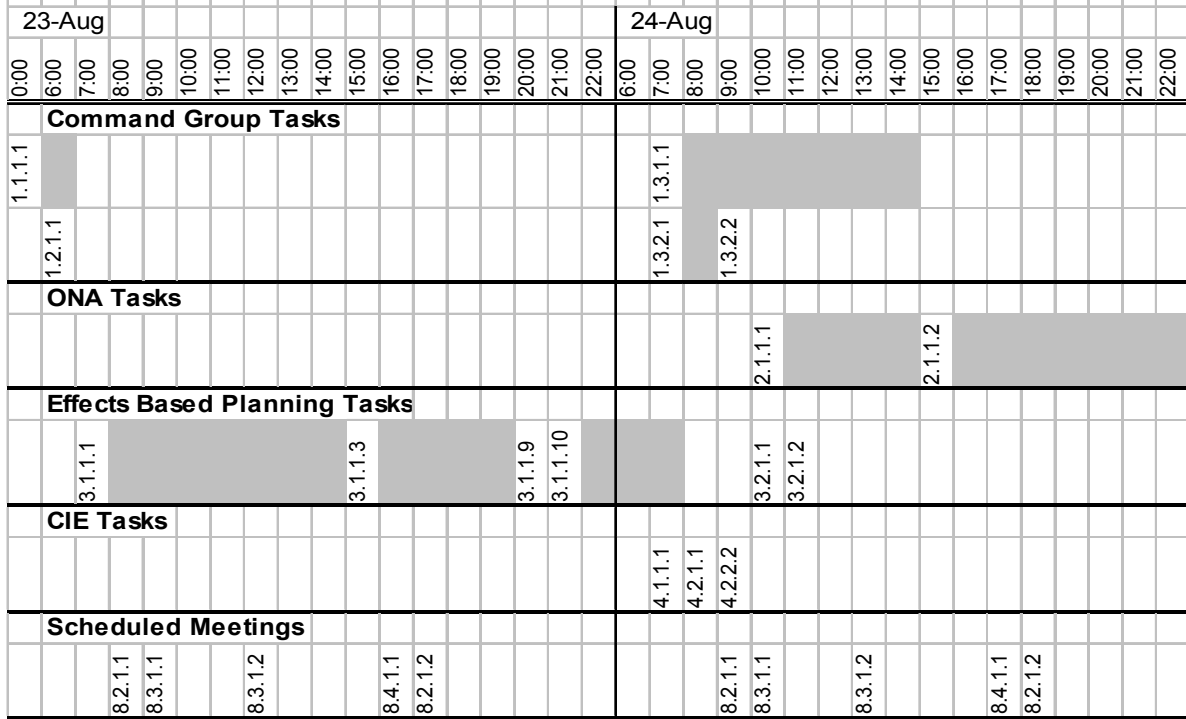 23-Aug 24-Aug
0:00 6:00 7:00 8:00 9:00 10:00 11:00 12:00 13:00 14:00 15:00 16:00 17:00 18:00 19:00 20:00 21:00 22:00 6:00 7:00 8:00 9:00 10:00 11:00 12:00 13:00 14:00 15:00 16:00 17:00 18:00 19:00 20:00 21:00 22:00
Command Group Tasks
1.1.1.1 1.3.1.1
1.2.1.1 1.3.2.1 1.3.2.2
ONA Tasks
2.1.1.1 2.1.1.2
Effects Based Planning Tasks
3.1.1.1 3.1.1.3 3.1.1.9 3.1.1.10 3.2.1.1 3.2.1.2
CIE Tasks
4.1.1.1 4.2.1.1 4.2.2.2
Scheduled Meetings
8.2.1.1 8.3.1.1 8.3.1.2 8.4.1.1 8.2.1.2 8.2.1.1 8.3.1.1 8.3.1.2 8.4.1.1 8.2.1.2